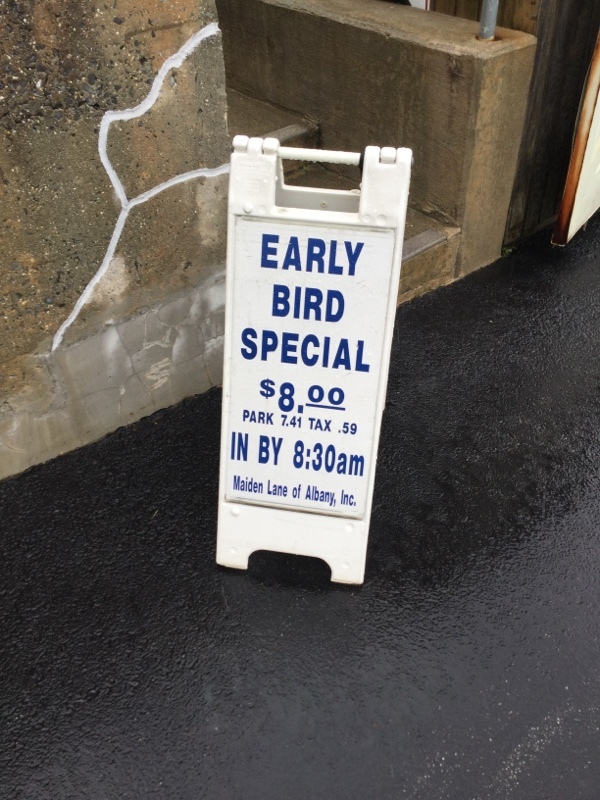 EARLY
BIRD
SPECIAL
$8.00
PARK 7.41 TAX .59
IN BY 8:30am
Maiden Lane of Albany, Inc.